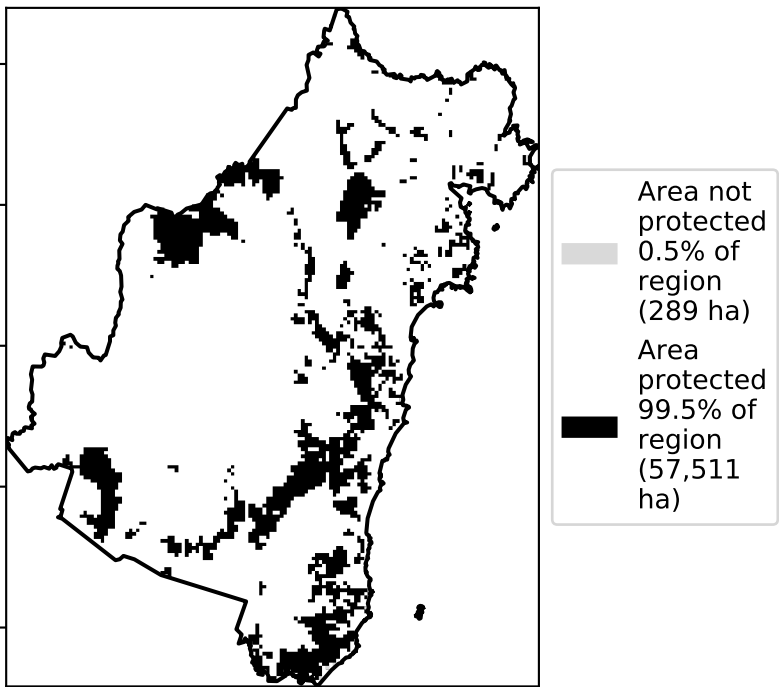 Area not
protected
0.5% of
region
(289 ha)
Area
protected
99.5% of
region
(57,511
ha)